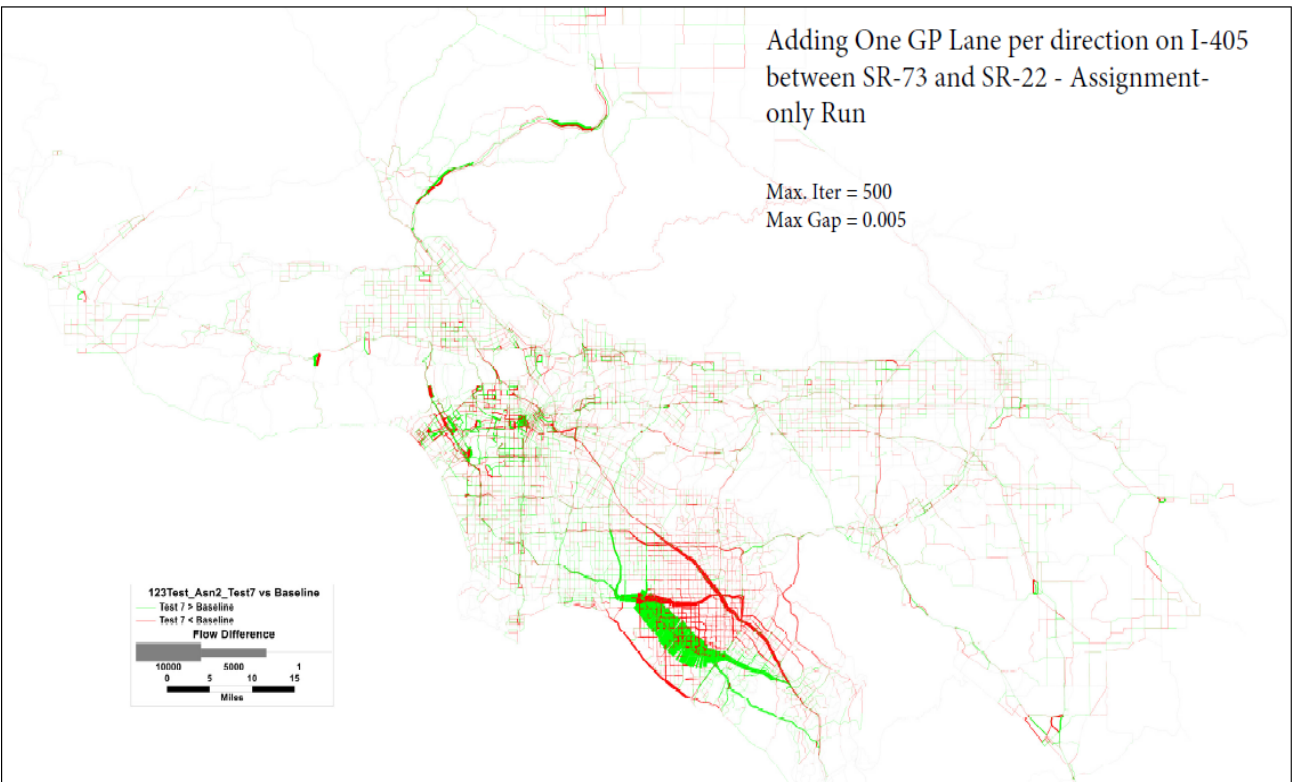 Adding One GP Lane per direction on I-405
between SR-73 and SR-22 - Assignment-
only Run
Max. Iter = 500
Max Gap = 0.005
123Test_Asn2_Test7 vs Baseline
Test 7 > Baseline
Test 7 < Baseline
Flow Difference
10000 5000 1
0 5 10 15
Miles